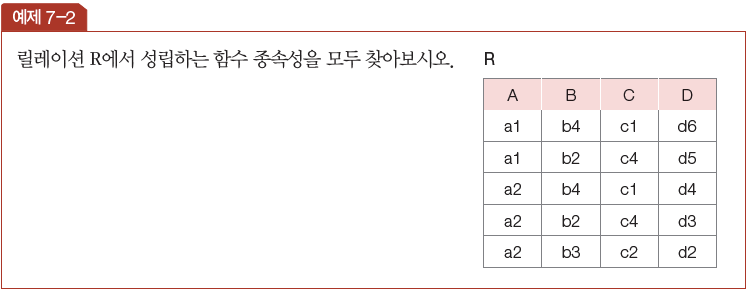 예제 7-2
릴레이션 R에서 성립하는 함수 종속성을 모두 찾아보시오.
R
A B C D
a1 b4 c1 d6
a1 b2 c4 d5
a2 b4 c1 d4
a2 b2 c4 d3
a2 b3 c2 d2